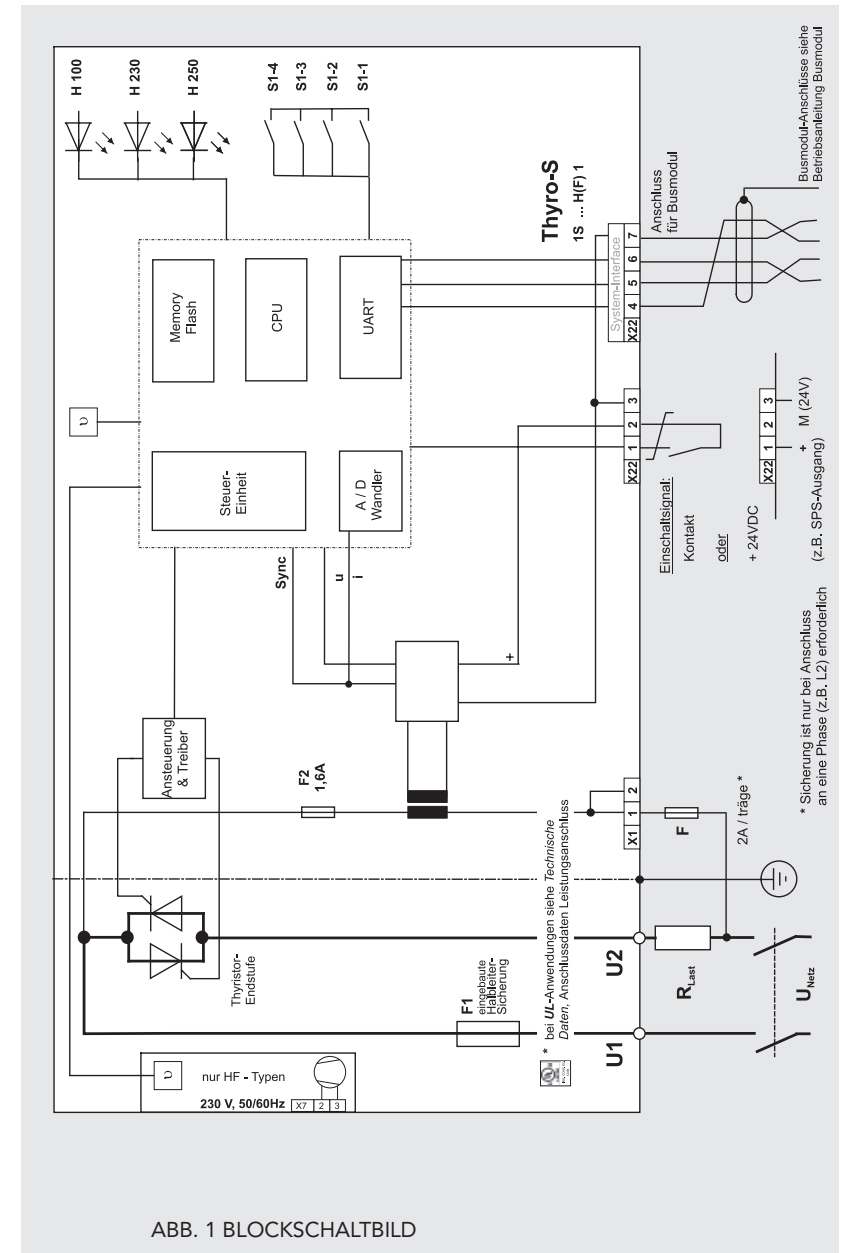 H 100
H 230
H 250
S1-4
S1-3
S1-2
S1-1
Memory
Flash
CPU
UART
Steuer-
Einheit
A / D
Wandler
Thyro-S
1S ... H(F) 1
System-Interface
X22 4 5 6 7
Anschluss
für Busmodul
Busmodul-Anschlüsse siehe
Betriebsanleitung Busmodul
Sync
u
i
+
X22 1 2 3
Einschaltsignal:
Kontakt
oder
+ 24VDC
(z.B. SPS-Ausgang)
X22 1 2 3
+
M (24V)
Ansteuerung
& Treiber
F2
1,6A
X1 1 2
F
2A / träge *
* Sicherung ist nur bei Anschluss
an eine Phase (z.B. L2) erforderlich
Thyristor-
Endstufe
F1
eingebaute
Halbleiter-
Sicherung
* bei UL-Anwendungen siehe Technische
Daten, Anschlussdaten Leistungsanschluss
U1
U2
RLast
UNetz
nur HF - Typen
230 V, 50/60Hz
X7 2 3
ABB. 1 BLOCKSCHALTBILD